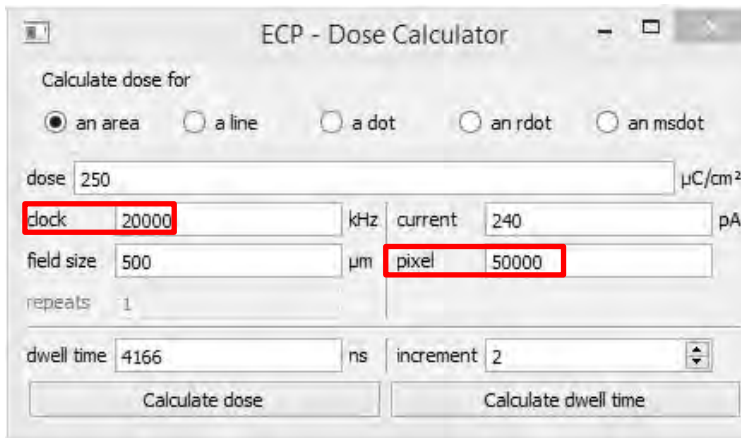 ECP - Dose Calculator
Calculate dose for
an area a line a dot an rdot an msdot
dose 250 µC/cm²
clock 20000 kHz current 240 pA
field size 500 µm pixel 50000
repeats 1
dwell time 4166 ns increment 2
Calculate dose Calculate dwell time